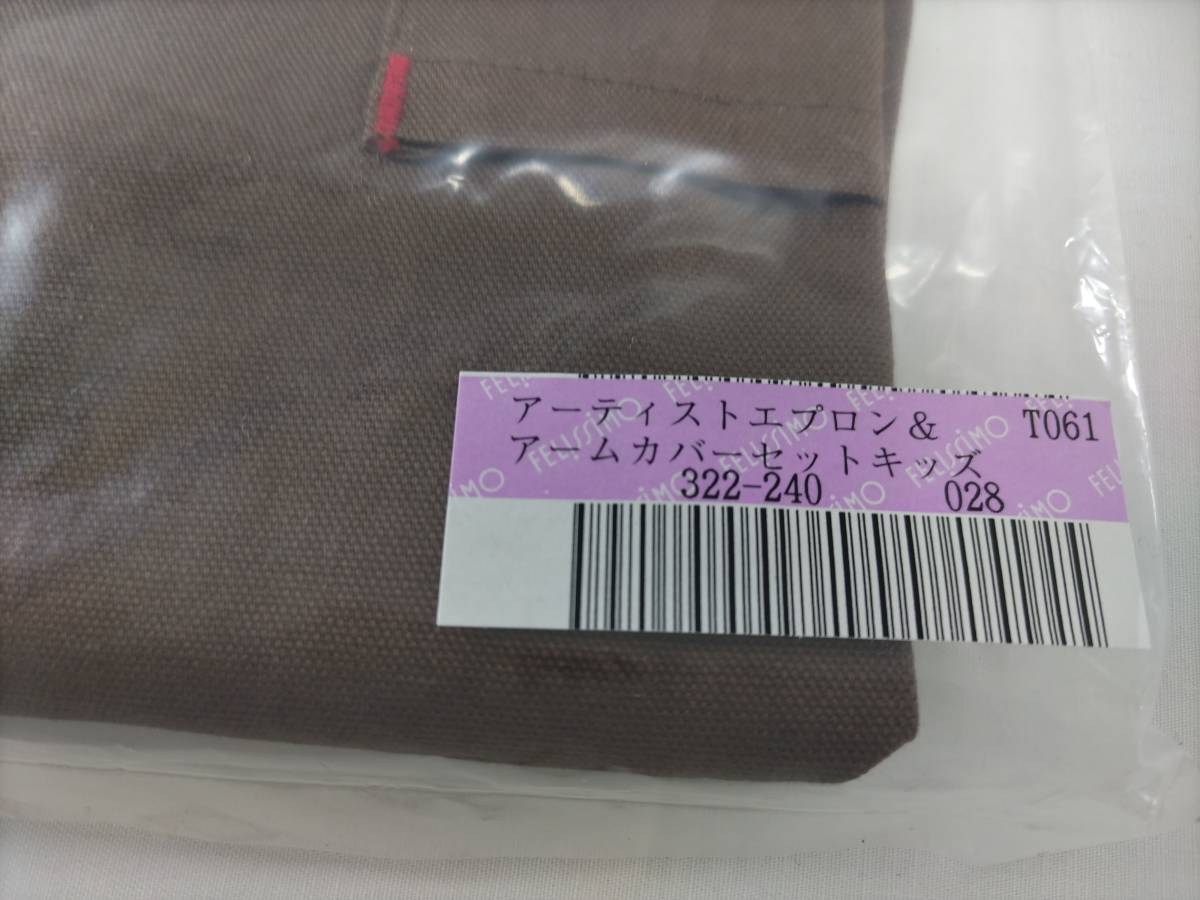 アーティストエプロン＆ T061
アームカバーセットキッズ
322-240 028
FELISSIMO